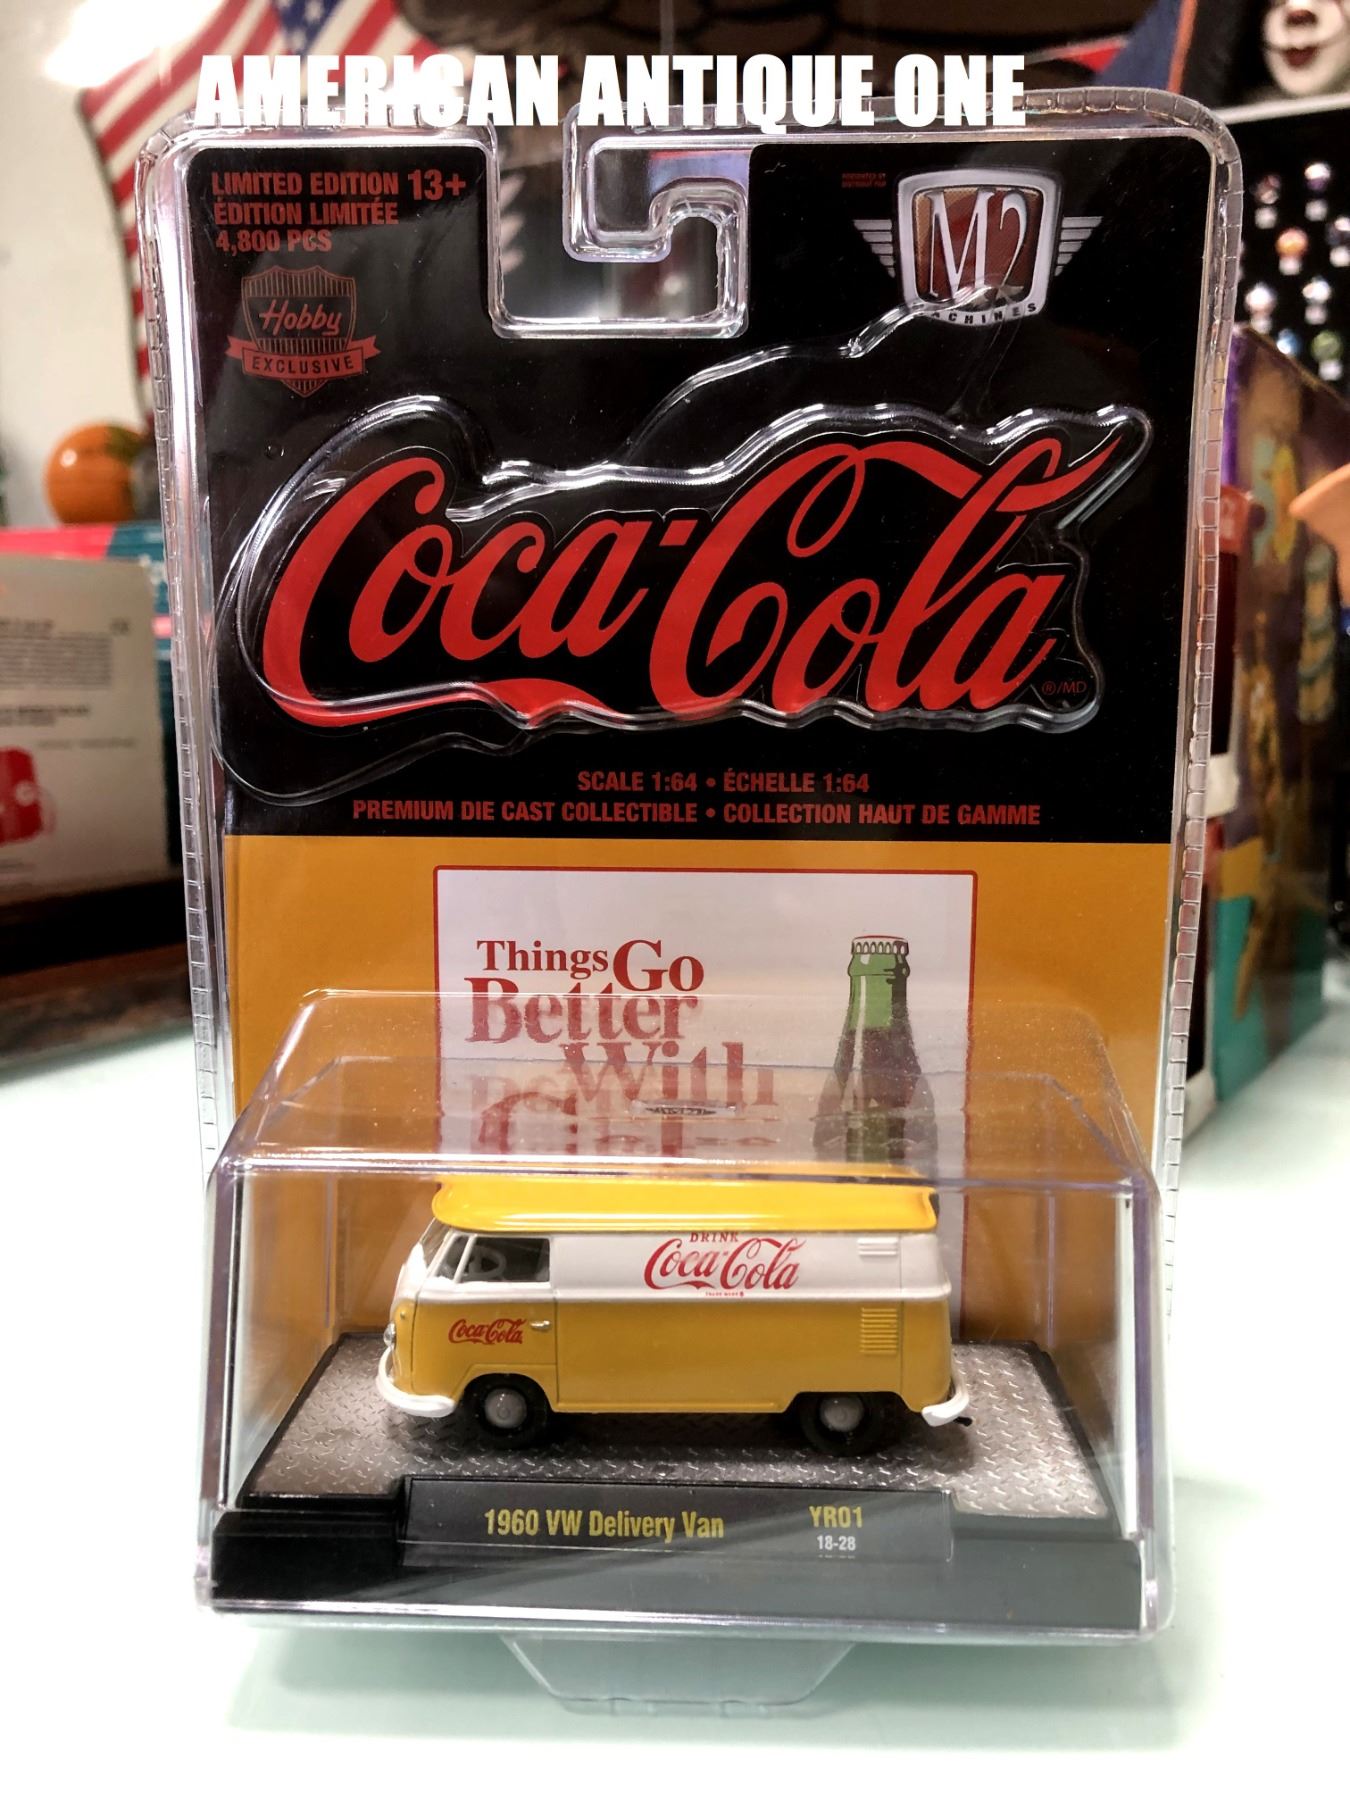 AMERICAN ANTIQUE ONE
LIMITED EDITION 13+
ÉDITION LIMITÉE
4,800 PCS
Hobby
EXCLUSIVE
M2
MACHINES
Coca-Cola
®/MD
SCALE 1:64 • ÉCHELLE 1:64
PREMIUM DIE CAST COLLECTIBLE • COLLECTION HAUT DE GAMME
Things Go
Better
With
DRINK
Coca-Cola
Coca-Cola
1960 VW Delivery Van YR01
18-28